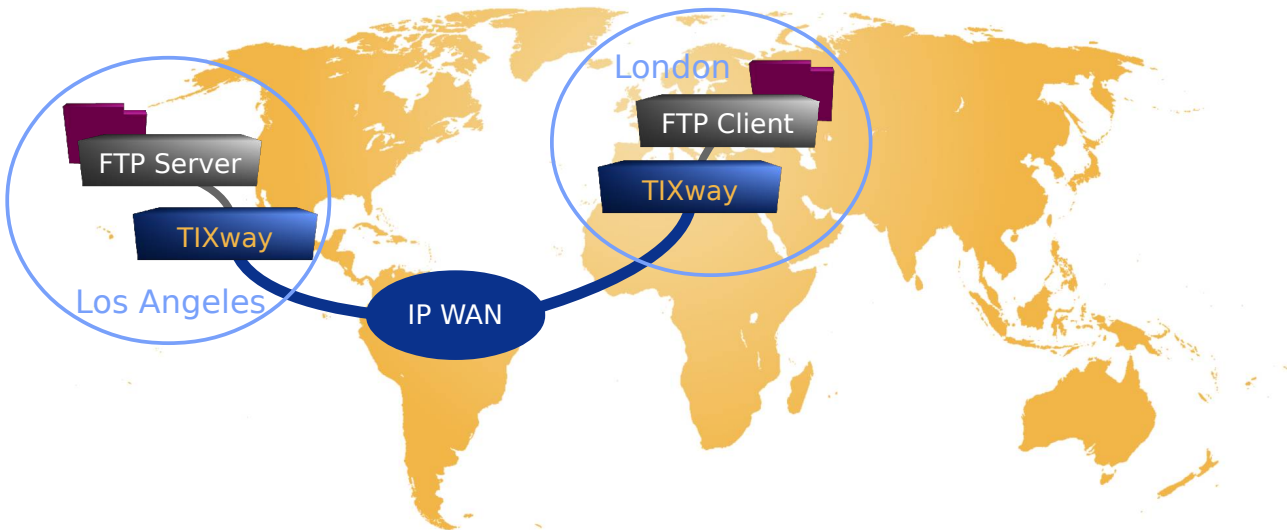 London
FTP Client
FTP Server
TIXway
TIXway
Los Angeles
IP WAN